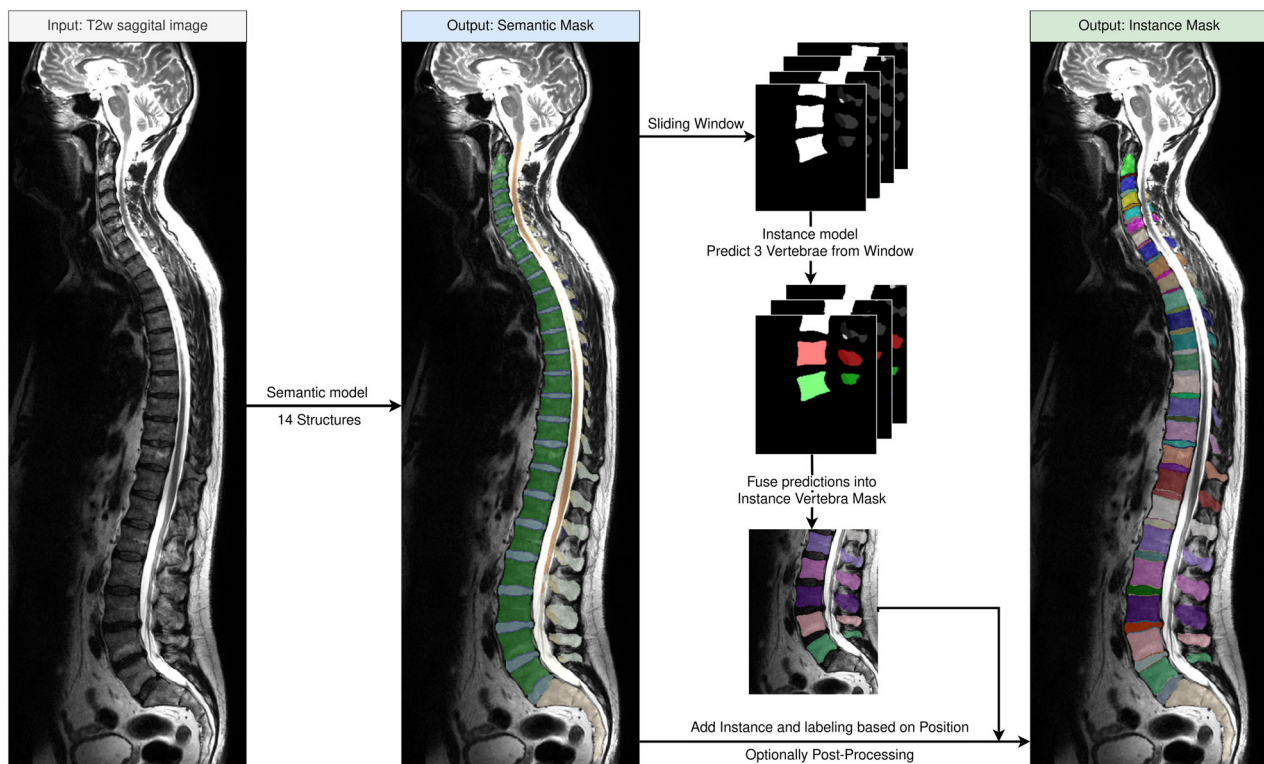 Input: T2w saggital image
Output: Semantic Mask
Output: Instance Mask
Sliding Window
Instance model
Predict 3 Vertebrae from Window
Semantic model
14 Structures
Fuse predictions into
Instance Vertebra Mask
Add Instance and labeling based on Position
Optionally Post-Processing